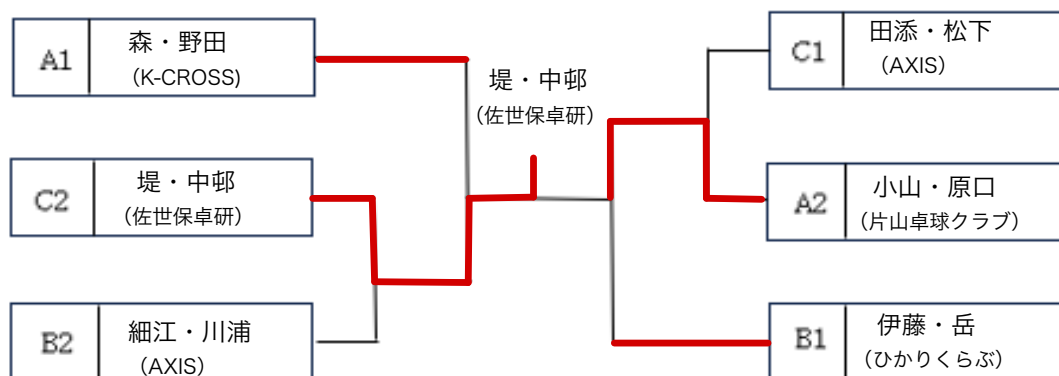 A1
森・野田
(K-CROSS)
C2
堤・中邨
(佐世保卓研)
B2
細江・川浦
(AXIS)
堤・中邨
(佐世保卓研)
C1
田添・松下
(AXIS)
A2
小山・原口
(片山卓球クラブ)
B1
伊藤・岳
(ひかりくらぶ)